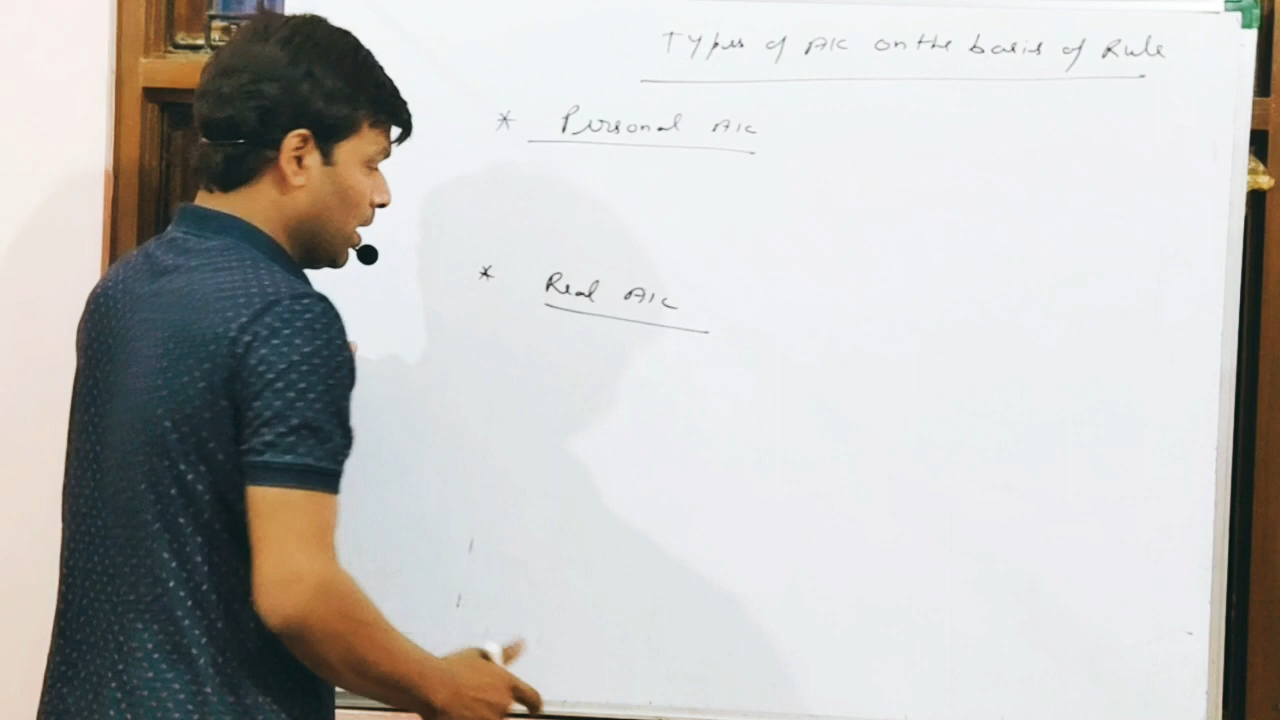 Types of A/c on the basis of Rule
* Personal A/c
* Real A/c